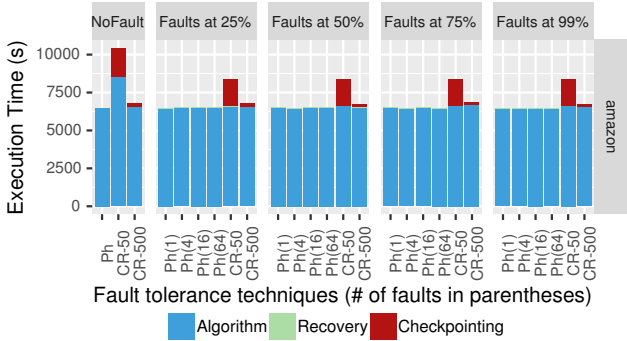 NoFault Faults at 25% Faults at 50% Faults at 75% Faults at 99%
Execution Time (s)
10000
7500
5000
2500
0
amazon
Ph CR-50 CR-500 Ph(1) Ph(4) Ph(16) Ph(64) CR-50 CR-500 Ph(1) Ph(4) Ph(16) Ph(64) CR-50 CR-500 Ph(1) Ph(4) Ph(16) Ph(64) CR-50 CR-500 Ph(1) Ph(4) Ph(16) Ph(64) CR-50 CR-500
Fault tolerance techniques (# of faults in parentheses)
Algorithm Recovery Checkpointing